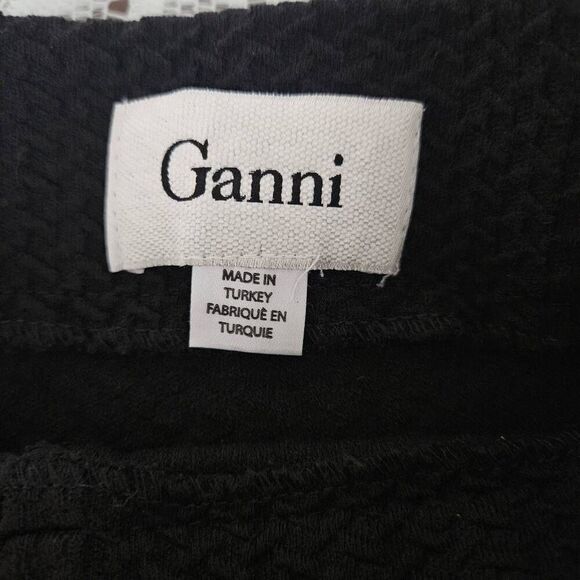 Ganni
MADE IN
TURKEY
FABRIQUÈ EN
TURQUIE